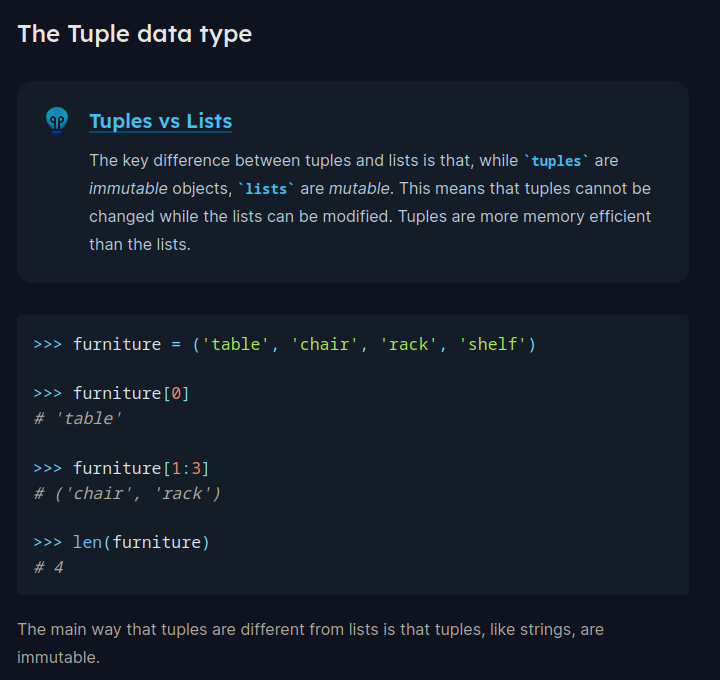 The Tuple data type
Tuples vs Lists
The key difference between tuples and lists is that, while `tuples` are
immutable objects, `lists` are mutable. This means that tuples cannot be
changed while the lists can be modified. Tuples are more memory efficient
than the lists.
>>> furniture = ('table', 'chair', 'rack', 'shelf')
>>> furniture[0]
# 'table'
>>> furniture[1:3]
# ('chair', 'rack')
>>> len(furniture)
# 4
The main way that tuples are different from lists is that tuples, like strings, are
immutable.